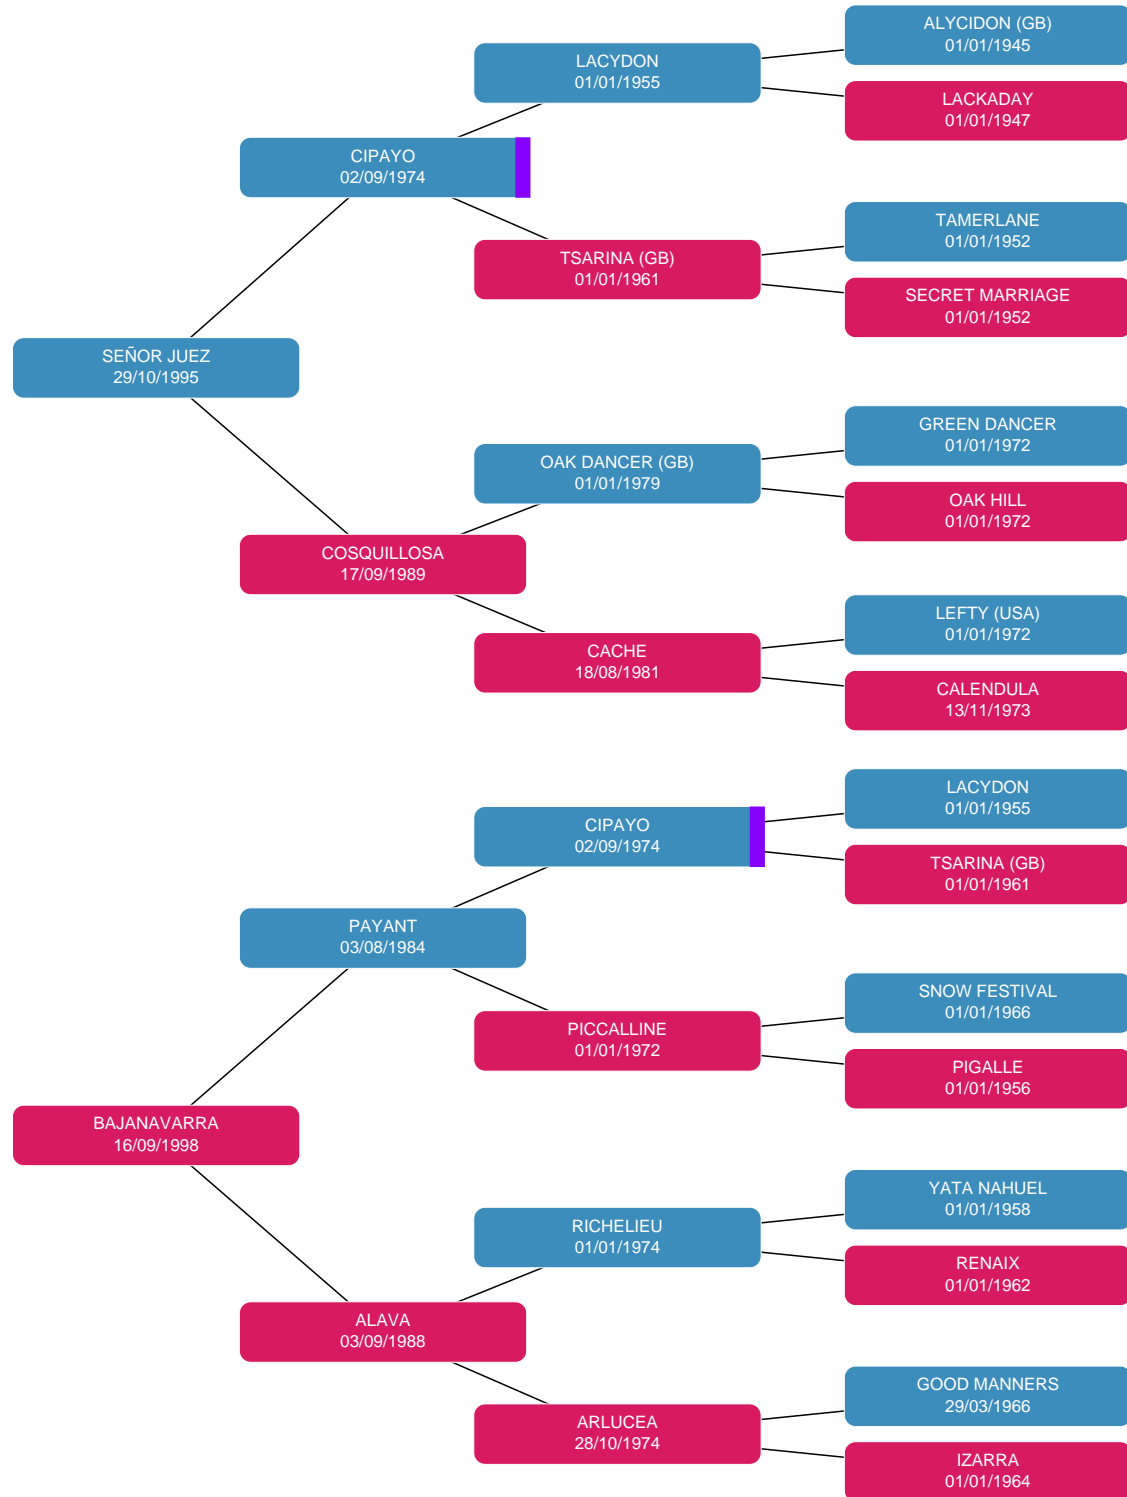 ALYCIDON (GB)
01/01/1945
LACYDON
01/01/1955
LACKADAY
01/01/1947
CIPAYO
02/09/1974
TAMERLANE
01/01/1952
TSARINA (GB)
01/01/1961
SECRET MARRIAGE
01/01/1952
SEÑOR JUEZ
29/10/1995
GREEN DANCER
01/01/1972
OAK DANCER (GB)
01/01/1979
OAK HILL
01/01/1972
COSQUILLOSA
17/09/1989
LEFTY (USA)
01/01/1972
CACHE
18/08/1981
CALENDULA
13/11/1973
LACYDON
01/01/1955
CIPAYO
02/09/1974
TSARINA (GB)
01/01/1961
PAYANT
03/08/1984
SNOW FESTIVAL
01/01/1966
PICCALLINE
01/01/1972
PIGALLE
01/01/1956
BAJANAVARRA
16/09/1998
YATA NAHUEL
01/01/1958
RICHELIEU
01/01/1974
RENAIX
01/01/1962
ALAVA
03/09/1988
GOOD MANNERS
29/03/1966
ARLUCEA
28/10/1974
IZARRA
01/01/1964